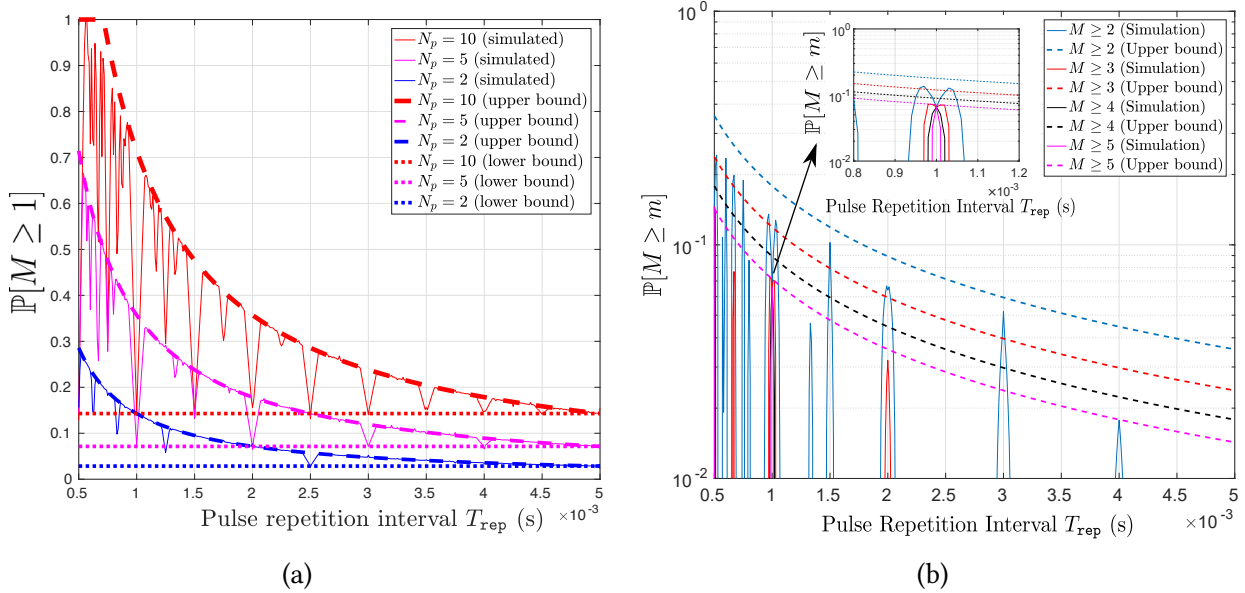 1
0.9
0.8
0.7
0.6
0.5
0.4
0.3
0.2
0.1
0
ℙ[M ≥ 1]
N_p = 10 (simulated)
N_p = 5 (simulated)
N_p = 2 (simulated)
N_p = 10 (upper bound)
N_p = 5 (upper bound)
N_p = 2 (upper bound)
N_p = 10 (lower bound)
N_p = 5 (lower bound)
N_p = 2 (lower bound)
0.5 1 1.5 2 2.5 3 3.5 4 4.5 5
Pulse repetition interval T_rep (s) ×10⁻³
(a)
10⁰
10⁻¹
10⁻²
ℙ[M ≥ m]
10⁰
10⁻¹
10⁻²
ℙ[M ≥ m]
0.8 0.9 1 1.1 1.2
×10⁻³
Pulse Repetition Interval T_rep (s)
M ≥ 2 (Simulation)
M ≥ 2 (Upper bound)
M ≥ 3 (Simulation)
M ≥ 3 (Upper bound)
M ≥ 4 (Simulation)
M ≥ 4 (Upper bound)
M ≥ 5 (Simulation)
M ≥ 5 (Upper bound)
0.5 1 1.5 2 2.5 3 3.5 4 4.5 5
Pulse Repetition Interval T_rep (s) ×10⁻³
(b)